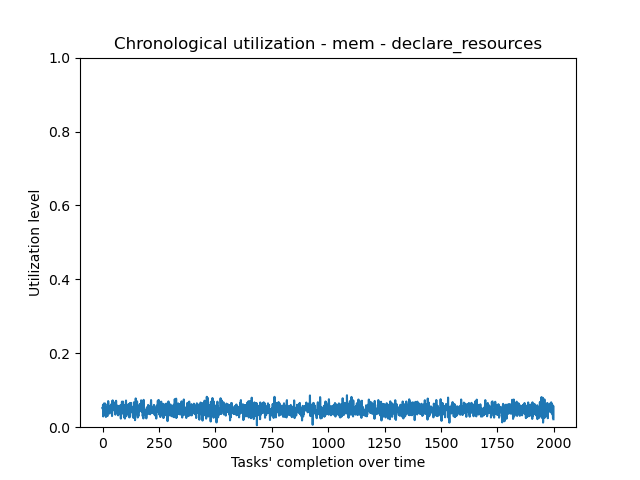 Chronological utilization - mem - declare_resources
1.0
0.8
0.6
0.4
0.2
0.0
Utilization level
0 250 500 750 1000 1250 1500 1750 2000
Tasks' completion over time